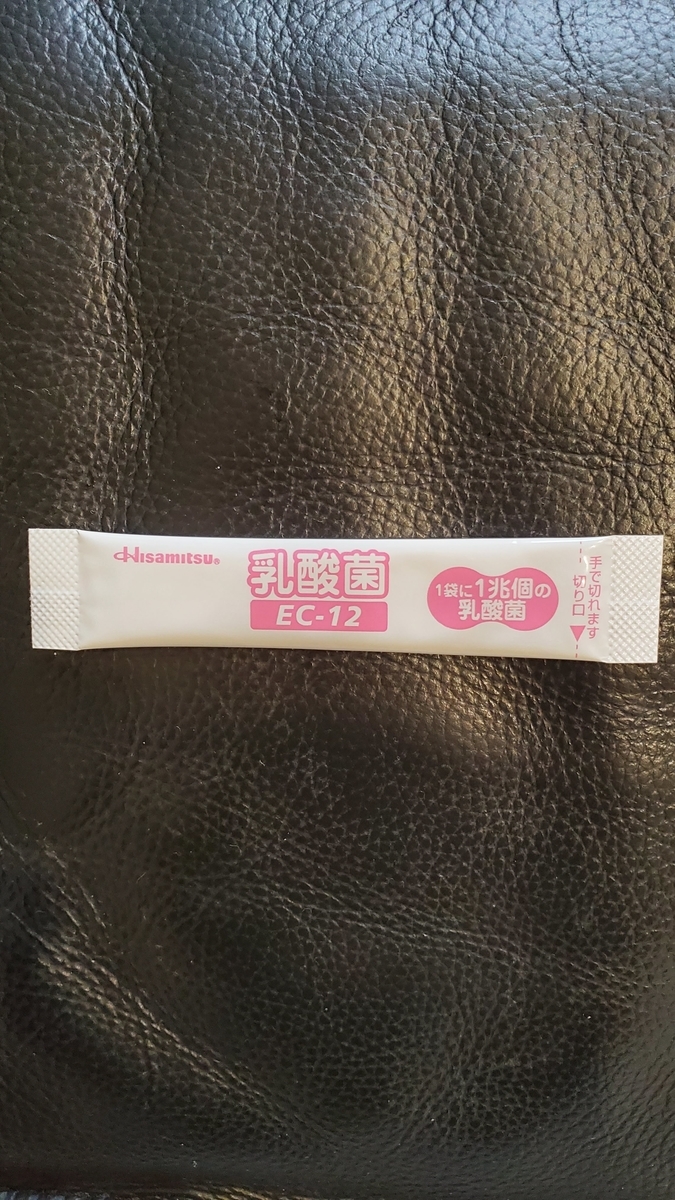 Hisamitsu®
乳酸菌
EC-12
1袋に1兆個の
乳酸菌
手で切れます
切り口